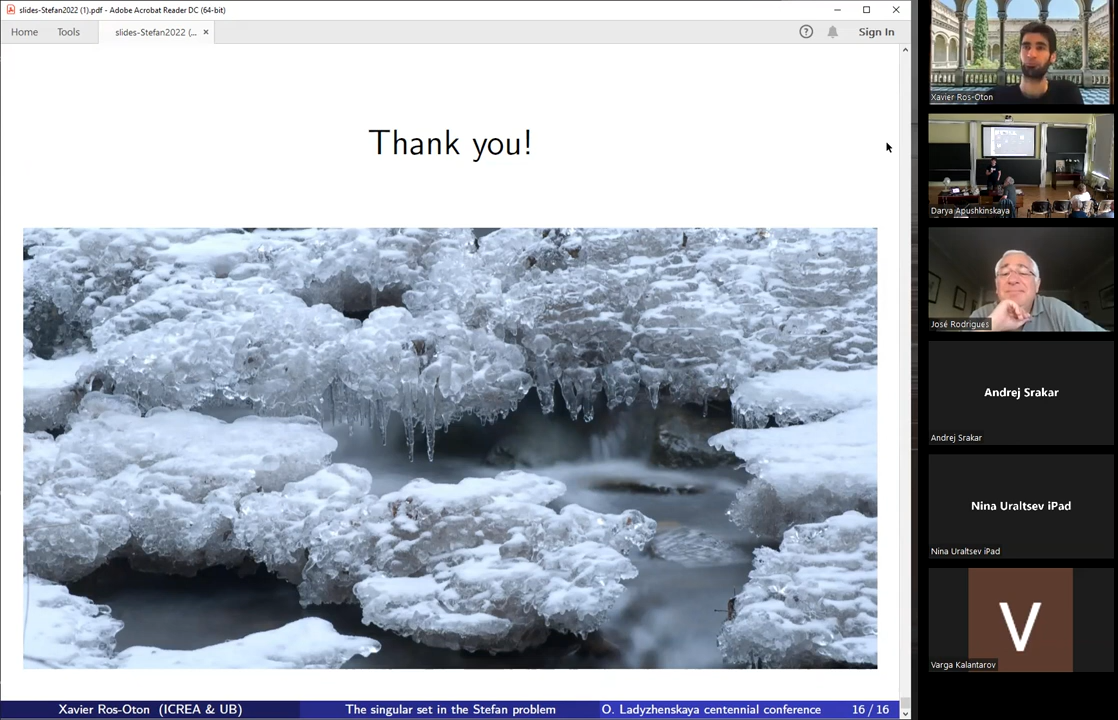 slides-Stefan2022 (1).pdf - Adobe Acrobat Reader DC (64-bit)
Home Tools slides-Stefan2022 (... × Sign In
Thank you!
Xavier Ros-Oton (ICREA & UB) The singular set in the Stefan problem O. Ladyzhenskaya centennial conference 16 / 16
Xavier Ros-Oton
Darya Apushkinskaya
José Rodrigues
Andrej Srakar
Andrej Srakar
Nina Uraltsev iPad
Nina Uraltsev iPad
V
Varga Kalantarov